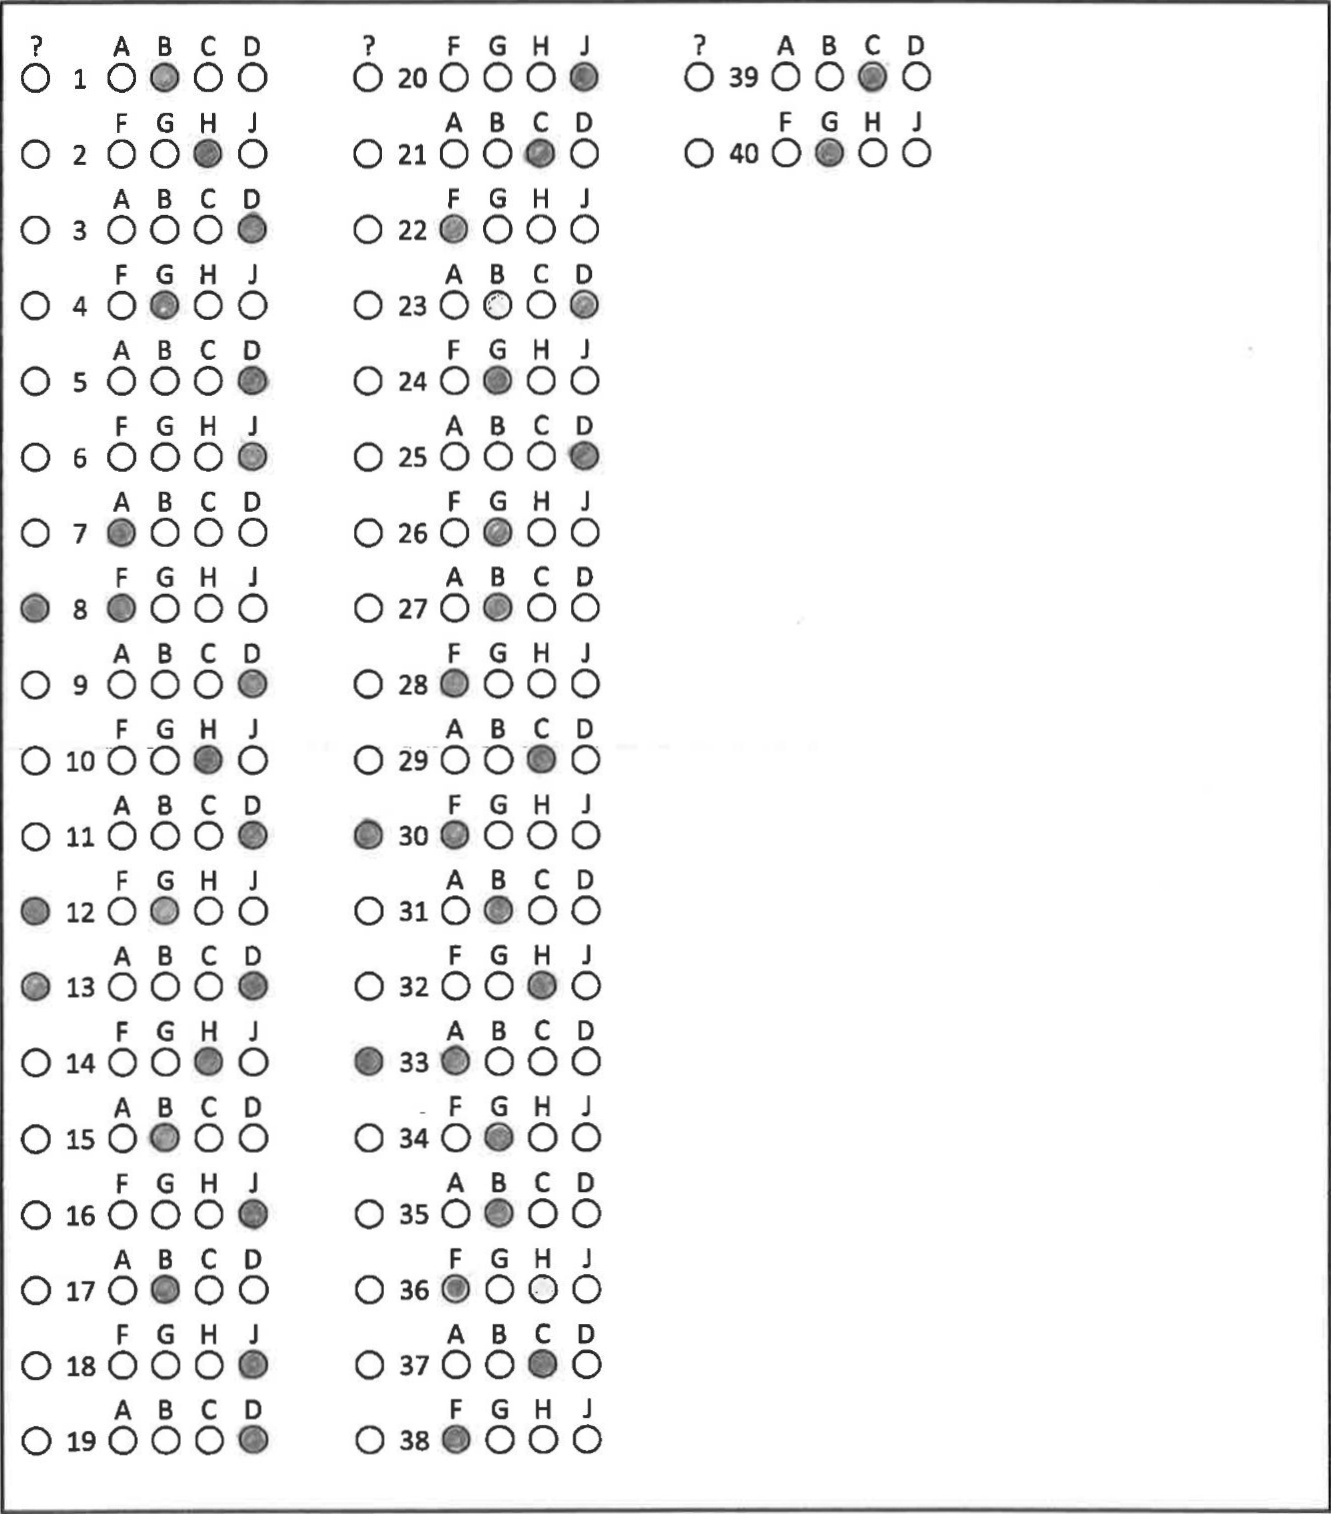 ? A B C D
1
F G H J
2
A B C D
3
F G H J
4
A B C D
5
F G H J
6
A B C D
7
F G H J
8
A B C D
9
F G H J
10
A B C D
11
F G H J
12
A B C D
13
F G H J
14
A B C D
15
F G H J
16
A B C D
17
F G H J
18
A B C D
19
? F G H J
20
A B C D
21
F G H J
22
A B C D
23
F G H J
24
A B C D
25
F G H J
26
A B C D
27
F G H J
28
A B C D
29
F G H J
30
A B C D
31
F G H J
32
A B C D
33
F G H J
34
A B C D
35
F G H J
36
A B C D
37
F G H J
38
? A B C D
39
F G H J
40